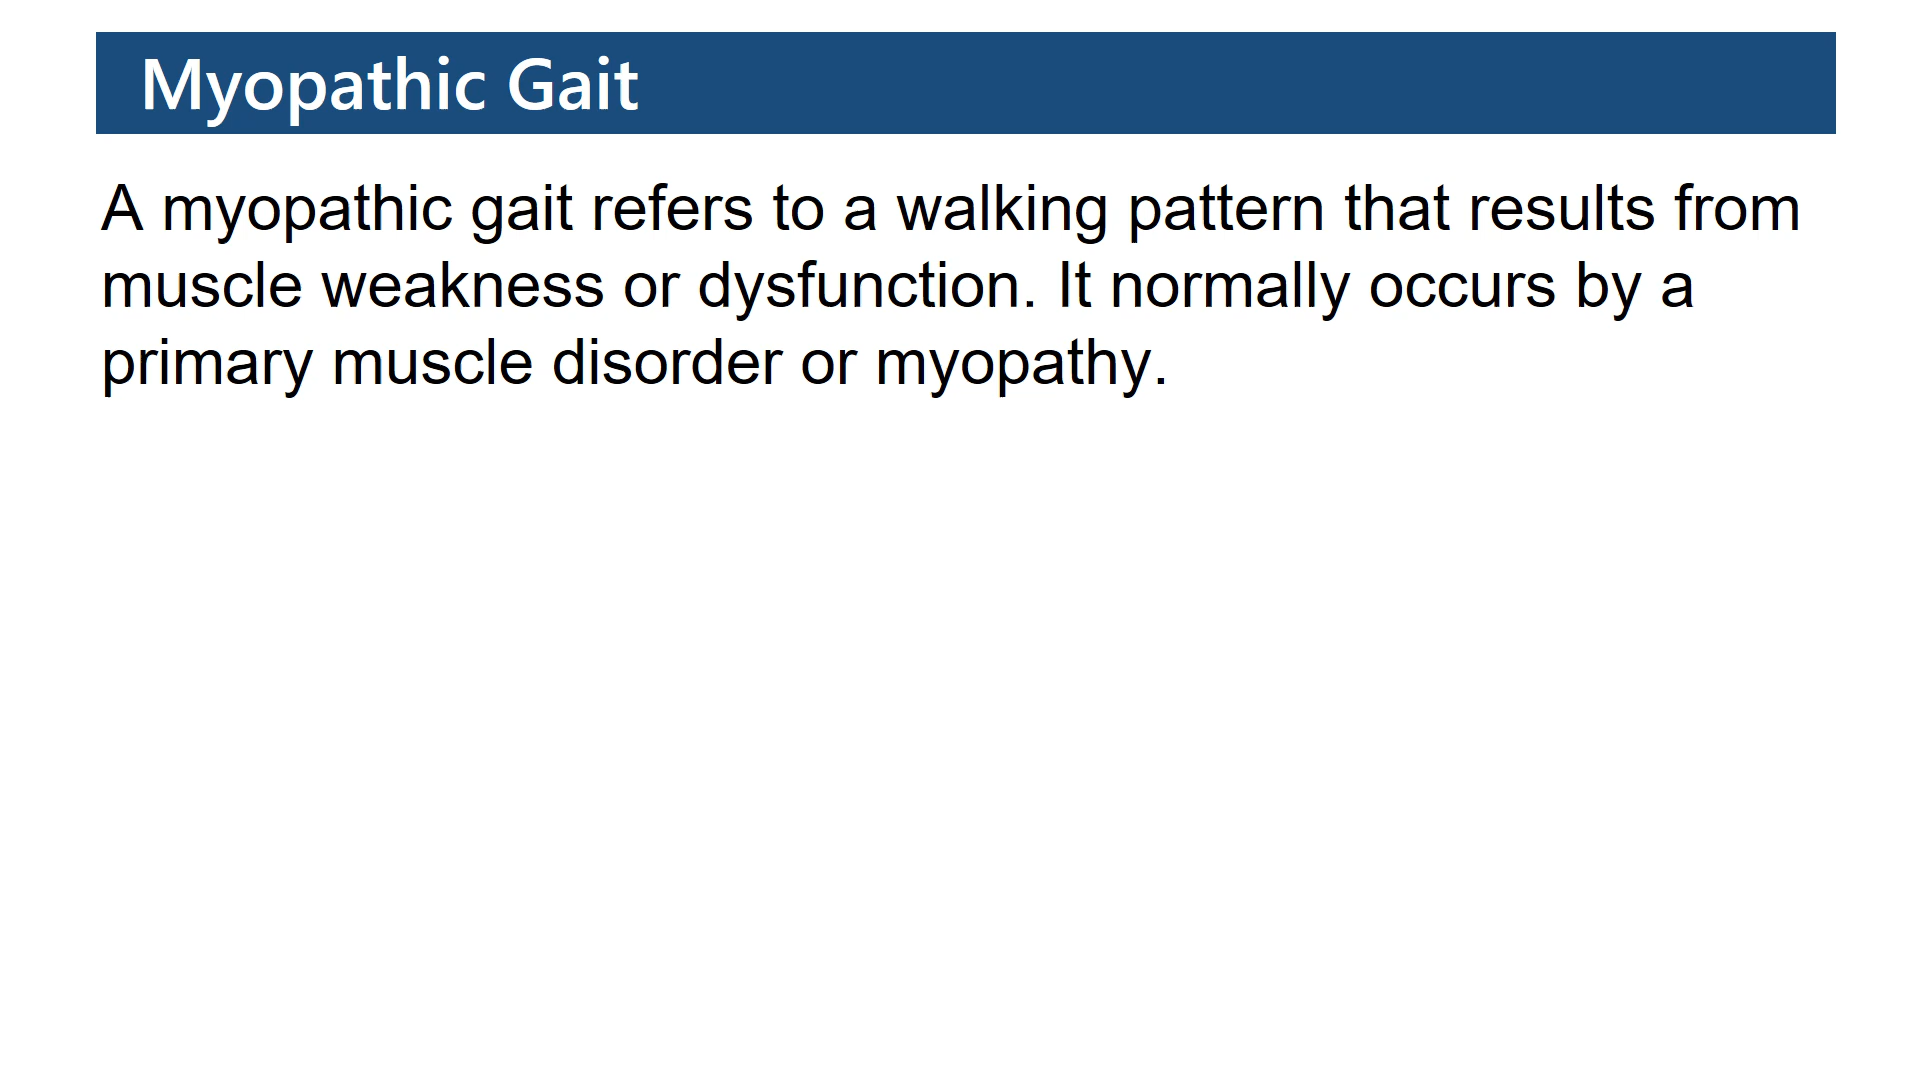 Myopathic Gait
A myopathic gait refers to a walking pattern that results from
muscle weakness or dysfunction. It normally occurs by a
primary muscle disorder or myopathy.